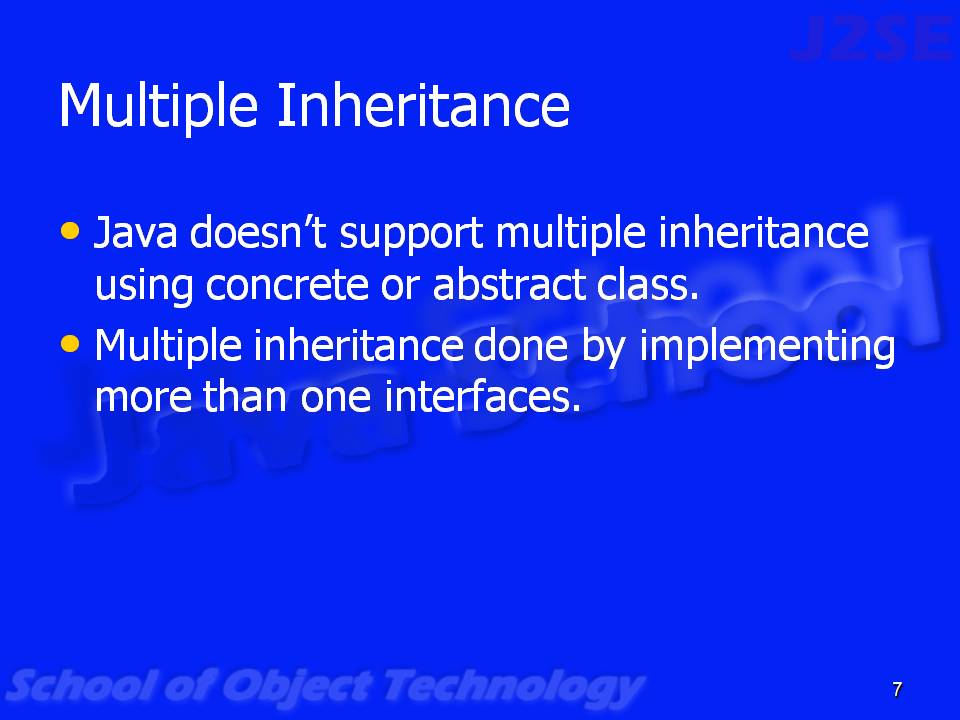 J2SE
Multiple Inheritance
• Java doesn’t support multiple inheritance
using concrete or abstract class.
• Multiple inheritance done by implementing
more than one interfaces.
Java School
School of Object Technology
7